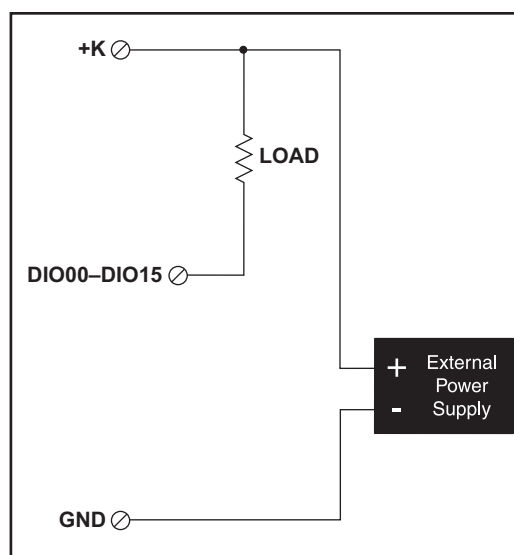 +K
LOAD
DIO00–DIO15
+ External
Power
- Supply
GND